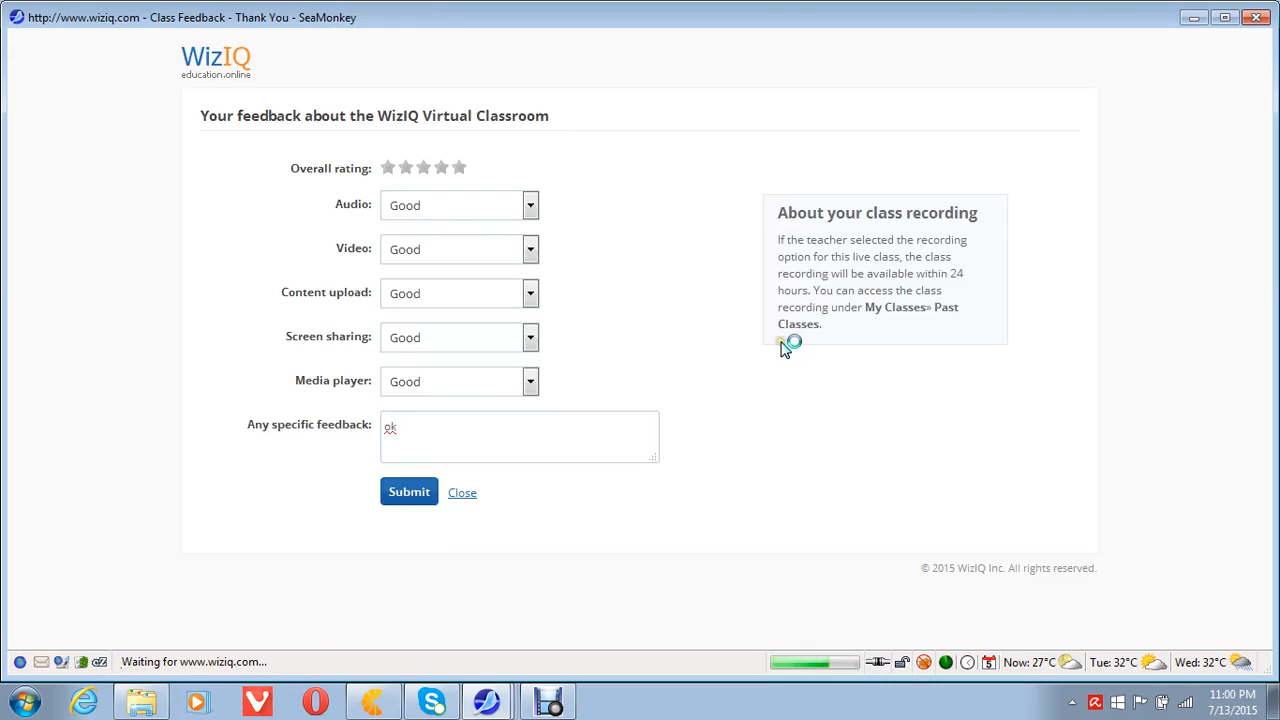 http://www.wiziq.com - Class Feedback - Thank You - SeaMonkey
WizIQ
education.online
Your feedback about the WizIQ Virtual Classroom
Overall rating:
Audio: Good
Video: Good
Content upload: Good
Screen sharing: Good
Media player: Good
Any specific feedback: ok
Submit Close
About your class recording
If the teacher selected the recording
option for this live class, the class
recording will be available within 24
hours. You can access the class
recording under My Classes» Past
Classes.
© 2015 WizIQ Inc. All rights reserved.
Waiting for www.wiziq.com...
Now: 27°C Tue: 32°C Wed: 32°C
11:00 PM
7/13/2015